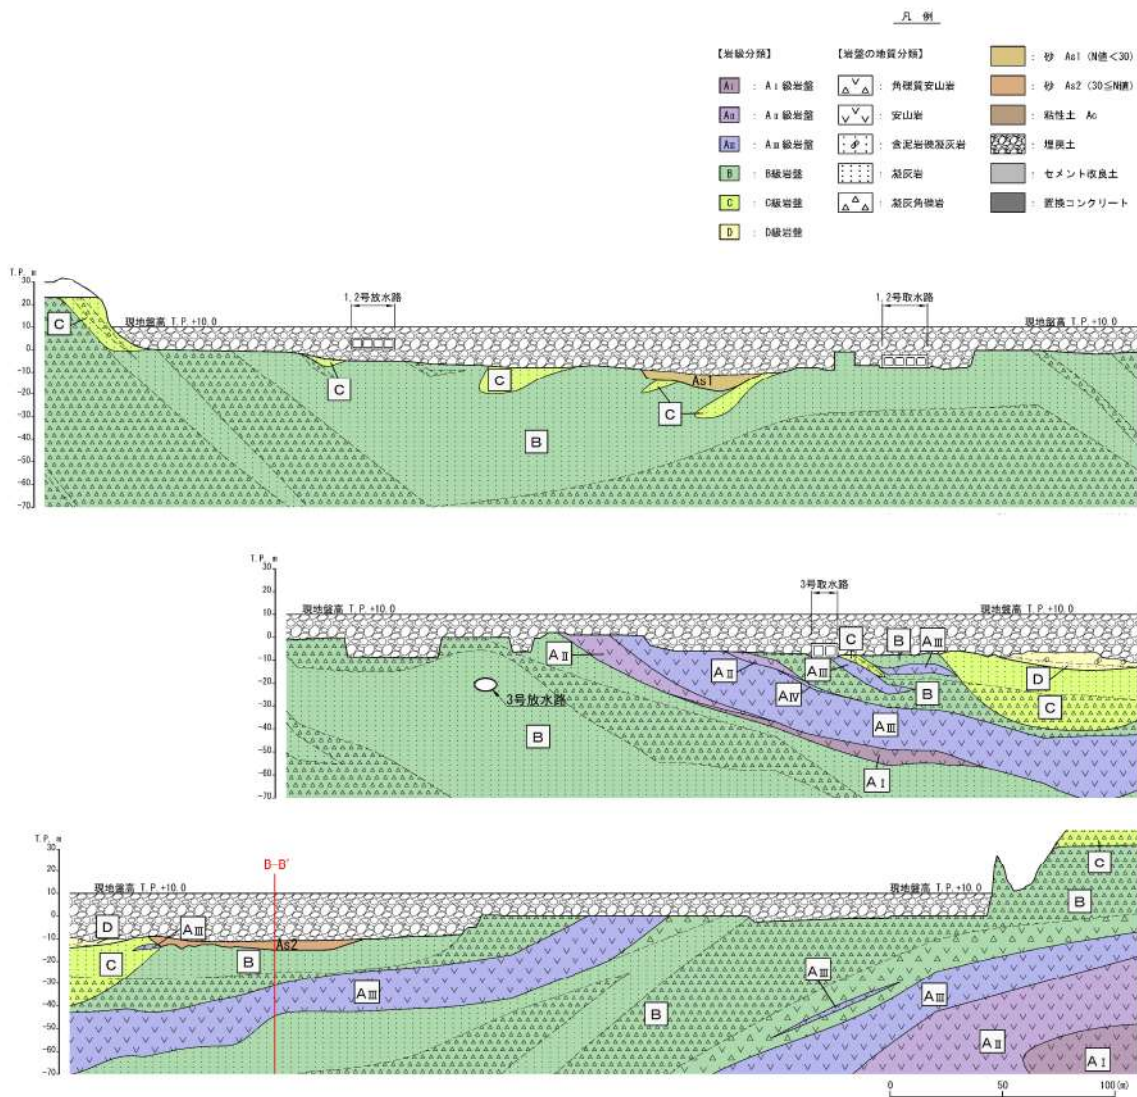 凡 例
【岩級分類】
【岩盤の地質分類】
AⅠ : AⅠ級岩盤
AⅡ : AⅡ級岩盤
AⅢ : AⅢ級岩盤
B : B級岩盤
C : C級岩盤
D : D級岩盤
: 角礫質安山岩
: 安山岩
: 含泥岩礫凝灰岩
: 凝灰岩
: 凝灰角礫岩
: 砂 As1 (N値<30)
: 砂 As2 (30≦N値)
: 粘性土 Ac
: 埋戻土
: セメント改良土
: 置換コンクリート
T.P. m
30
20
10
0
-10
-20
-30
-40
-50
-60
-70
現地盤高 T.P.+10.0
1,2号放水路
1,2号取水路
現地盤高 T.P.+10.0
C
C
C
As1
C
B
T.P. m
30
20
10
0
-10
-20
-30
-40
-50
-60
-70
現地盤高 T.P.+10.0
3号取水路
現地盤高 T.P.+10.0
C
B
AⅢ
AⅡ
AⅡ
AⅢ
D
AⅣ
B
3号放水路
C
B
AⅢ
AⅠ
T.P. m
30
20
10
0
-10
-20
-30
-40
-50
-60
-70
B-B'
現地盤高 T.P.+10.0
現地盤高 T.P.+10.0
C
B
D
AⅢ
As2
C
B
AⅢ
AⅢ
AⅢ
B
AⅡ
AⅠ
0
50
100(m)